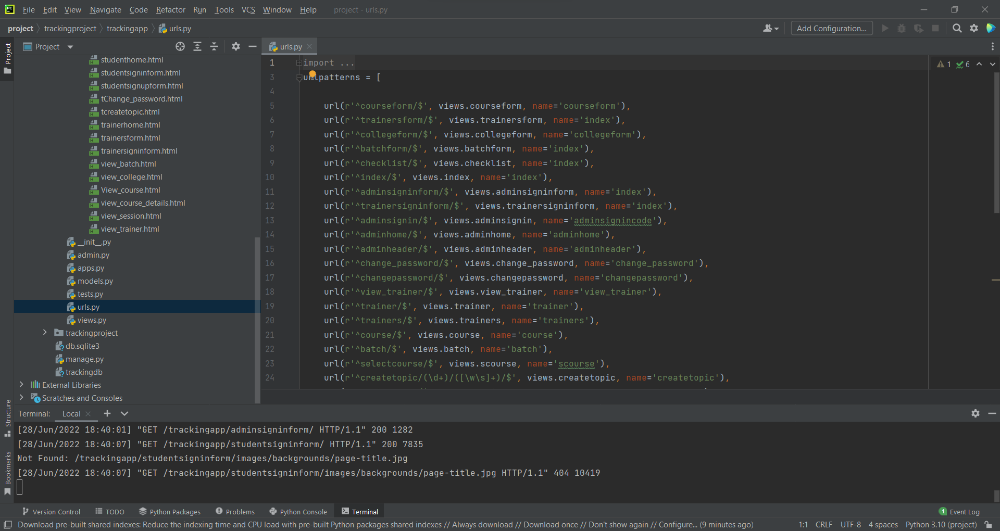 File Edit View Navigate Code Refactor Run Tools VCS Window Help project - urls.py
project trackingproject trackingapp urls.py Add Configuration...
Project
Project
urls.py
studenthome.html
studentsigninform.html
studentsignupform.html
tChange_password.html
tcreatetopic.html
trainerhome.html
trainersform.html
trainersigninform.html
view_batch.html
view_college.html
View_course.html
view_course_details.html
view_session.html
view_trainer.html
__init__.py
admin.py
apps.py
models.py
tests.py
urls.py
views.py
trackingproject
db.sqlite3
manage.py
trackingdb
External Libraries
Scratches and Consoles
1 import ...
1 6
3 urlpatterns = [
4
5 url(r'^courseform/$', views.courseform, name='courseform'),
6 url(r'^trainersform/$', views.trainersform, name='index'),
7 url(r'^collegeform/$', views.collegeform, name='collegeform'),
8 url(r'^batchform/$', views.batchform, name='index'),
9 url(r'^checklist/$', views.checklist, name='index'),
10 url(r'^index/$', views.index, name='index'),
11 url(r'^adminsigninform/$', views.adminsigninform, name='index'),
12 url(r'^trainersigninform/$', views.trainersigninform, name='index'),
13 url(r'^adminsignin/$', views.adminsignin, name='adminsignincode'),
14 url(r'^adminhome/$', views.adminhome, name='adminhome'),
15 url(r'^adminheader/$', views.adminheader, name='adminheader'),
16 url(r'^change_password/$', views.change_password, name='change_password'),
17 url(r'^changepassword/$', views.changepassword, name='changepassword'),
18 url(r'^view_trainer/$', views.view_trainer, name='view_trainer'),
19 url(r'^trainer/$', views.trainer, name='trainer'),
20 url(r'^trainers/$', views.trainers, name='trainers'),
21 url(r'^course/$', views.course, name='course'),
22 url(r'^batch/$', views.batch, name='batch'),
23 url(r'^selectcourse/$', views.scourse, name='scourse'),
24 url(r'^createtopic/(\d+)/([\w\s]+)/$', views.createtopic, name='createtopic'),
Structure
Bookmarks
Terminal: Local
[28/Jun/2022 18:40:01] "GET /trackingapp/adminsigninform/ HTTP/1.1" 200 1282
[28/Jun/2022 18:40:07] "GET /trackingapp/studentsigninform/ HTTP/1.1" 200 7835
Not Found: /trackingapp/studentsigninform/images/backgrounds/page-title.jpg
[28/Jun/2022 18:40:07] "GET /trackingapp/studentsigninform/images/backgrounds/page-title.jpg HTTP/1.1" 404 10419
Version Control TODO Python Packages Problems Python Console Terminal 1 Event Log
Download pre-built shared indexes: Reduce the indexing time and CPU load with pre-built Python packages shared indexes // Always download // Download once // Don't show again // Configure... (9 minutes ago) 1:1 CRLF UTF-8 4 spaces Python 3.10 (project)